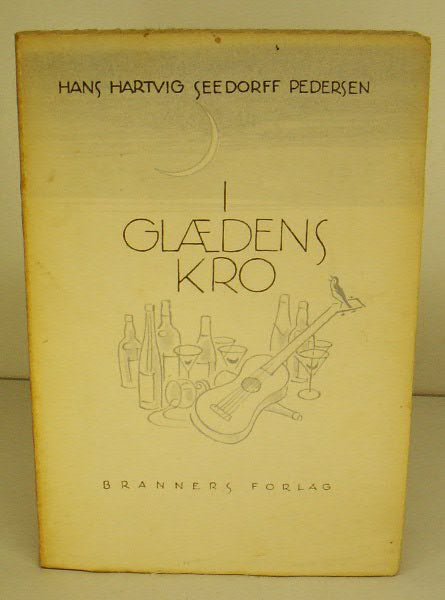 HANS HARTVIG SEEDORFF PEDERSEN
I
GLÆDENS
KRO
BRANNERS FORLAG